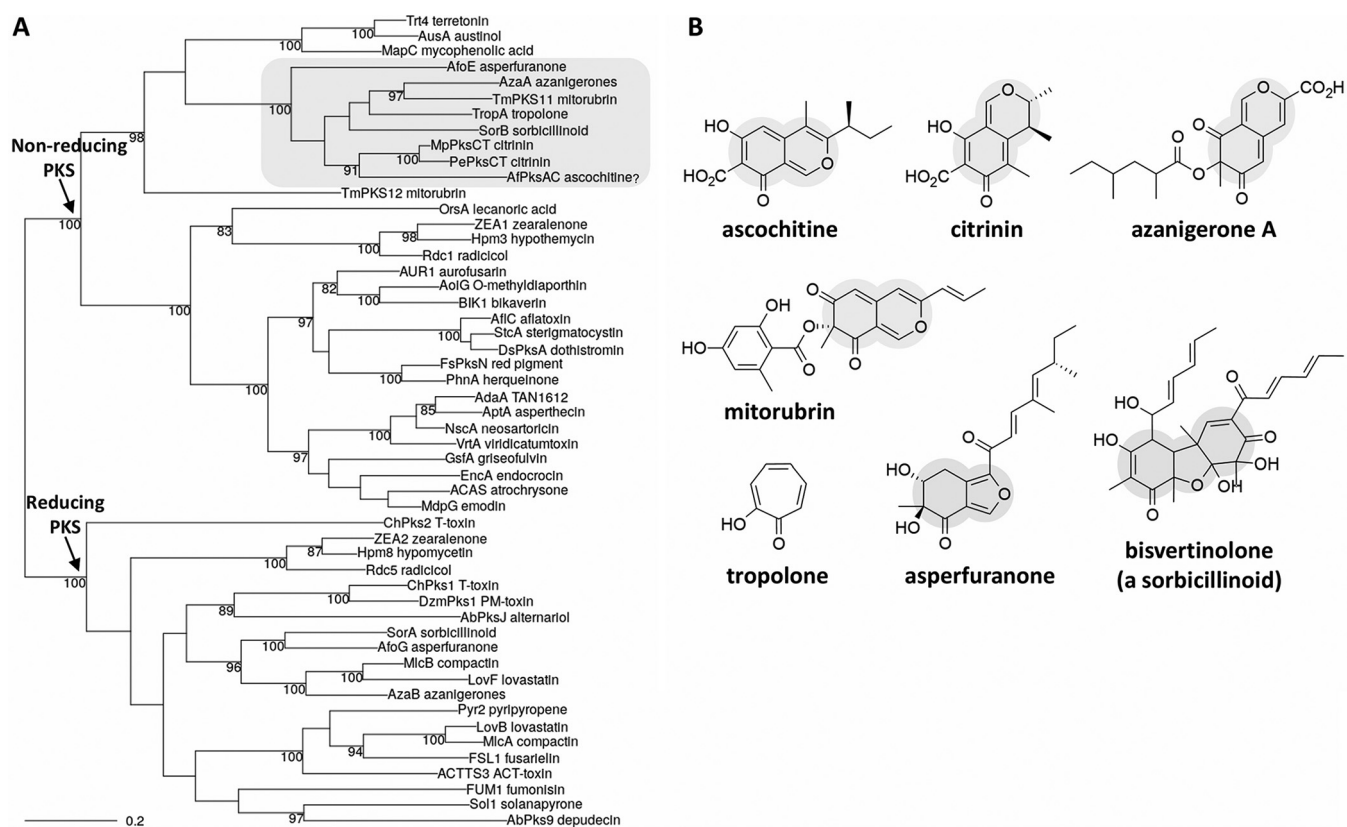 A
Trt4 terretonin
AusA austinol
100
MapC mycophenolic acid
100
AfoE asperfuranone
AzaA azanigerones
97
TmPKS11 mitorubrin
100
TropA tropolone
SorB sorbicillinoid
98
Non-reducing
PKS
MpPksCT citrinin
100
PePksCT citrinin
91
AfPksAC ascochitine?
TmPKS12 mitorubrin
100
OrsA lecanoric acid
83
ZEA1 zearalenone
98
Hpm3 hypothemycin
100
Rdc1 radicicol
AUR1 aurofusarin
82
AolG O-methyldiaporthin
100
BIK1 bikaverin
100
97
AflC aflatoxin
100
StcA sterigmatocystin
DsPksA dothistromin
FsPksN red pigment
100
PhnA herqueinone
100
AdaA TAN1612
85
AptA asperthecin
NscA neosartoricin
100
VrtA viridicatumtoxin
97
GsfA griseofulvin
EncA endocrocin
ACAS atrochrysone
MdpG emodin
Reducing
PKS
ChPks2 T-toxin
ZEA2 zearalenone
87
Hpm8 hypomycetin
100
Rdc5 radicicol
100
ChPks1 T-toxin
100
DzmPks1 PM-toxin
89
AbPksJ alternariol
SorA sorbicillinoid
100
AfoG asperfuranone
96
MlcB compactin
100
LovF lovastatin
100
AzaB azanigerones
Pyr2 pyripyropene
LovB lovastatin
100
MlcA compactin
94
100
FSL1 fusarielin
ACTTS3 ACT-toxin
FUM1 fumonisin
Sol1 solanapyrone
97
AbPks9 depudecin
0.2
B
HO
HO2C
O
O
ascochitine
O
HO
HO2C
O
citrinin
O
CO2H
O
O
O
O
azanigerone A
OH
HO
O
O
O
O
O
mitorubrin
HO
O
tropolone
O
HO
O
HO
O
asperfuranone
O
HO
HO
O
OH
OH
O
O
bisvertinolone
(a sorbicillinoid)